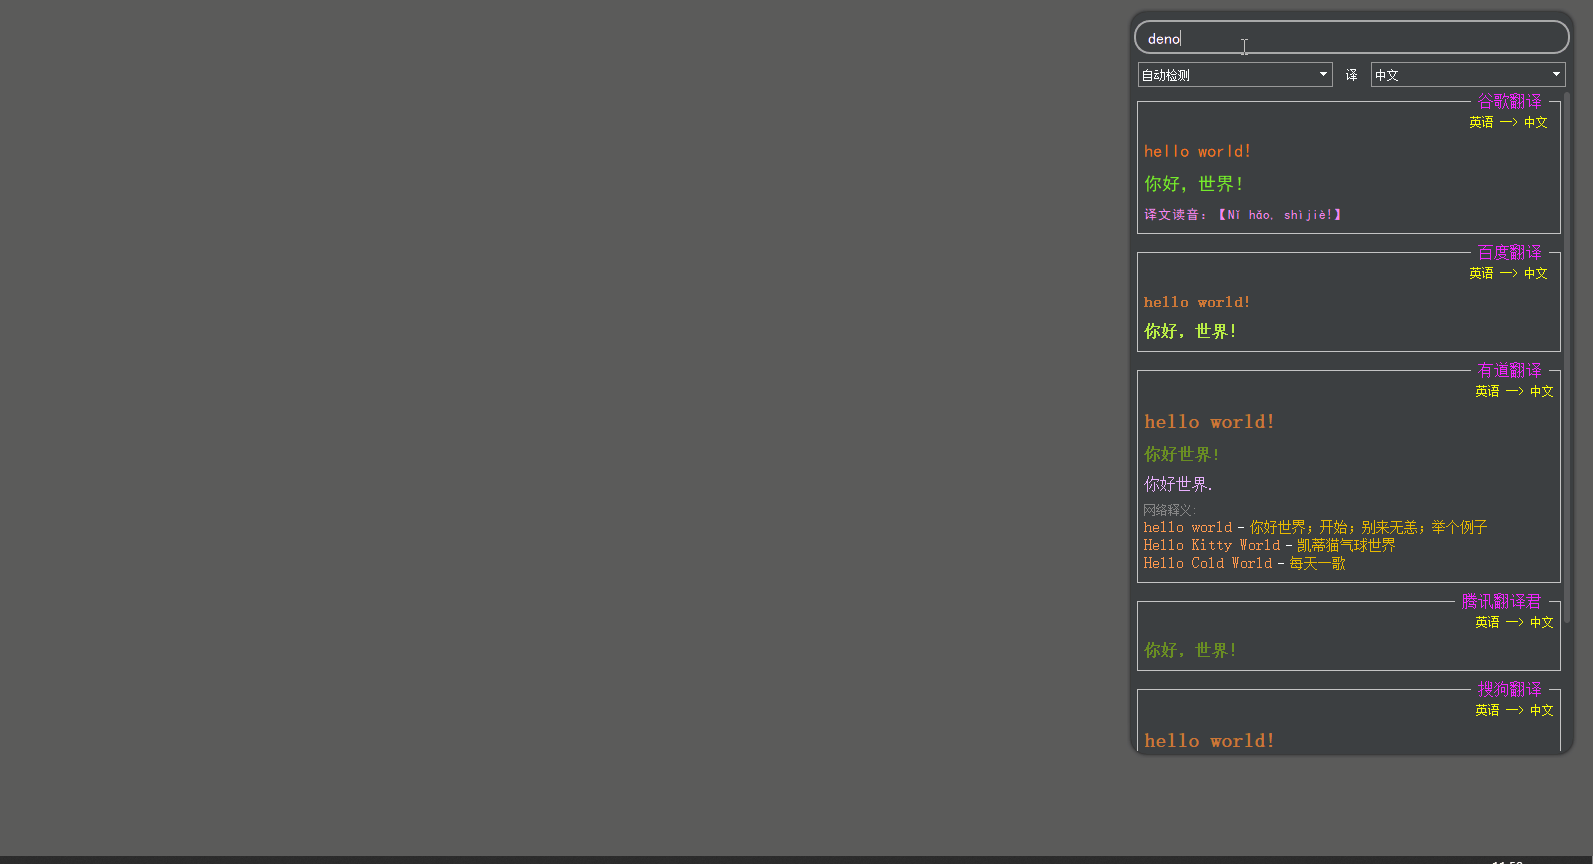 deno
自动检测 译 中文
谷歌翻译
英语 —> 中文
hello world!
你好，世界！
译文读音：【Nǐ hǎo, shìjiè!】
百度翻译
英语 —> 中文
hello world!
你好，世界！
有道翻译
英语 —> 中文
hello world!
你好世界！
你好世界.
网络释义:
hello world - 你好世界；开始；别来无恙；举个例子
Hello Kitty World - 凯蒂猫气球世界
Hello Cold World - 每天一歌
腾讯翻译君
英语 —> 中文
你好，世界！
搜狗翻译
英语 —> 中文
hello world!